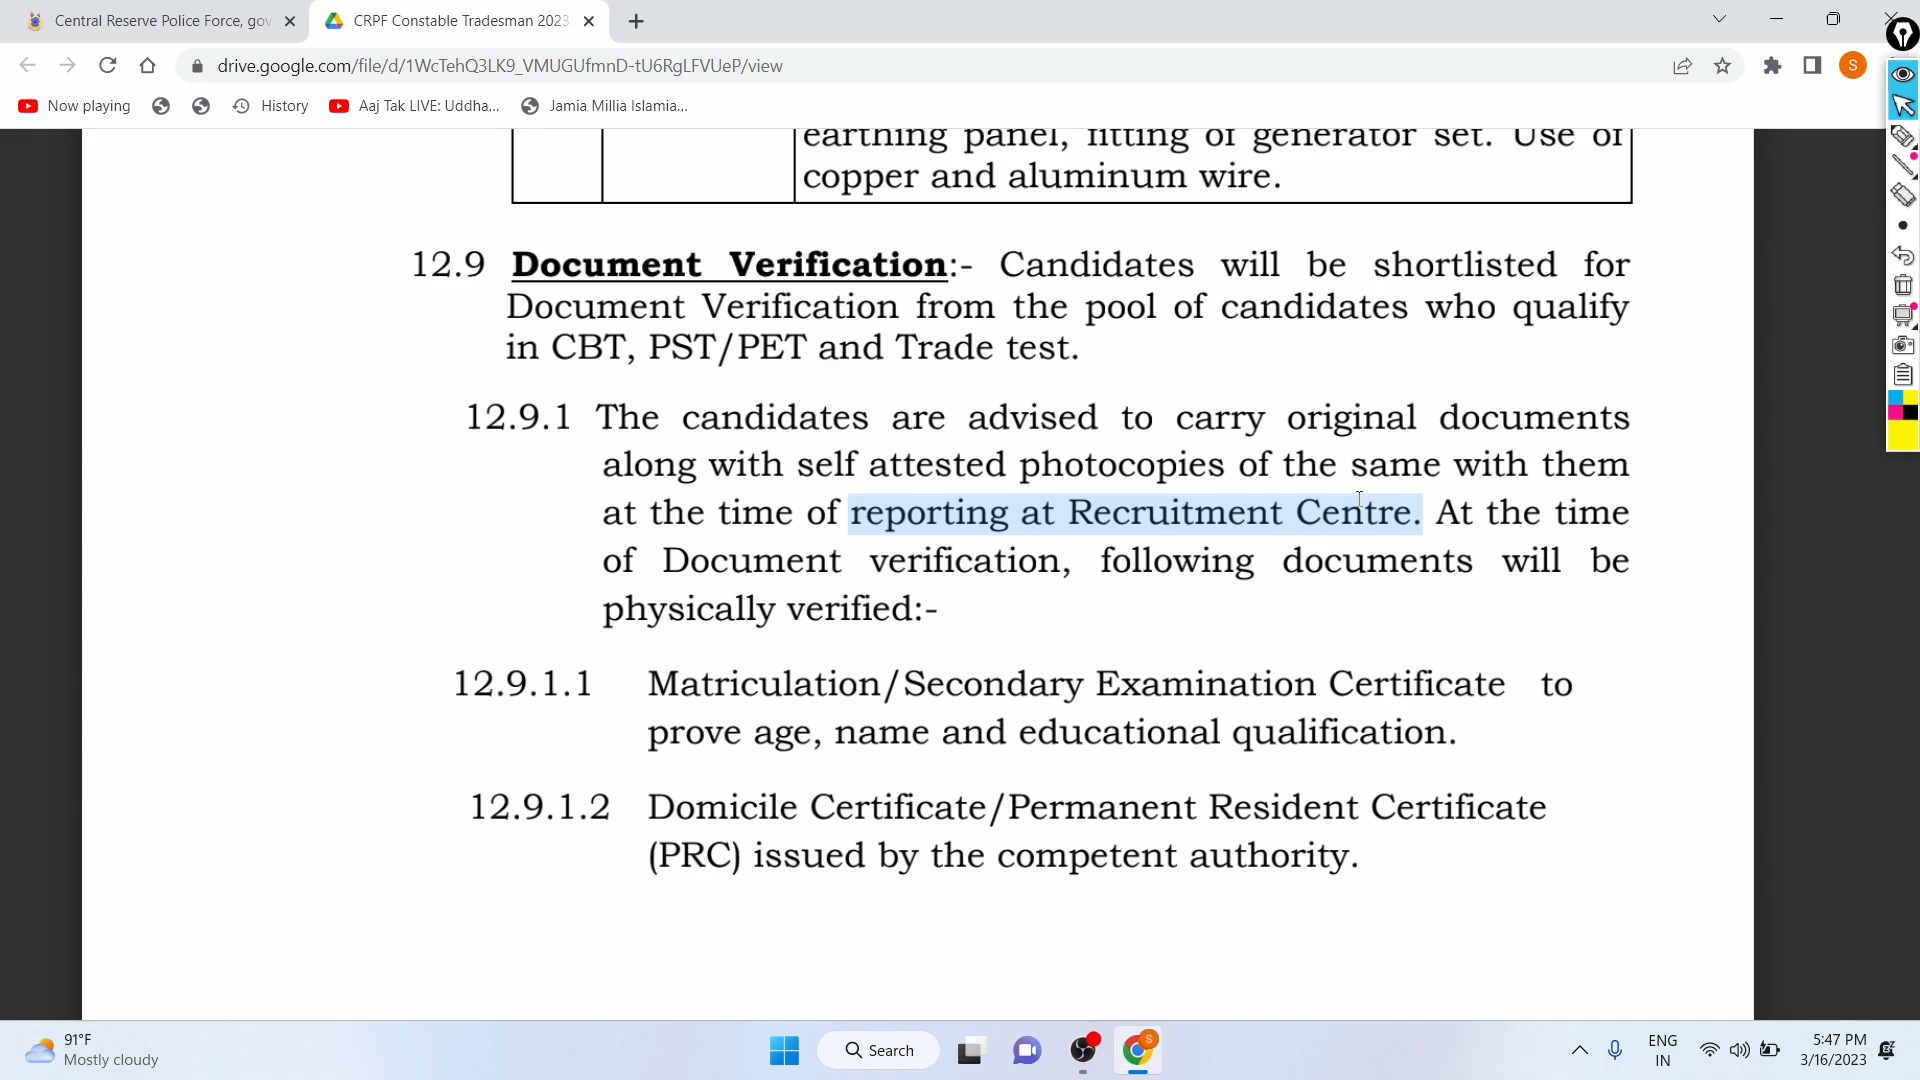 Central Reserve Police Force, gov
CRPF Constable Tradesman 2023
drive.google.com/file/d/1WcTehQ3LK9_VMUGUfmnD-tU6RgLFVUeP/view
S
Now playing
History
Aaj Tak LIVE: Uddha...
Jamia Millia Islamia...
earthing panel, fitting of generator set. Use of
copper and aluminum wire.
12.9 Document Verification:- Candidates will be shortlisted for
Document Verification from the pool of candidates who qualify
in CBT, PST/PET and Trade test.
12.9.1 The candidates are advised to carry original documents
along with self attested photocopies of the same with them
at the time of reporting at Recruitment Centre. At the time
of Document verification, following documents will be
physically verified:-
12.9.1.1 Matriculation/Secondary Examination Certificate to
prove age, name and educational qualification.
12.9.1.2 Domicile Certificate/Permanent Resident Certificate
(PRC) issued by the competent authority.
91°F
Mostly cloudy
Search
S
ENG
IN
5:47 PM
3/16/2023